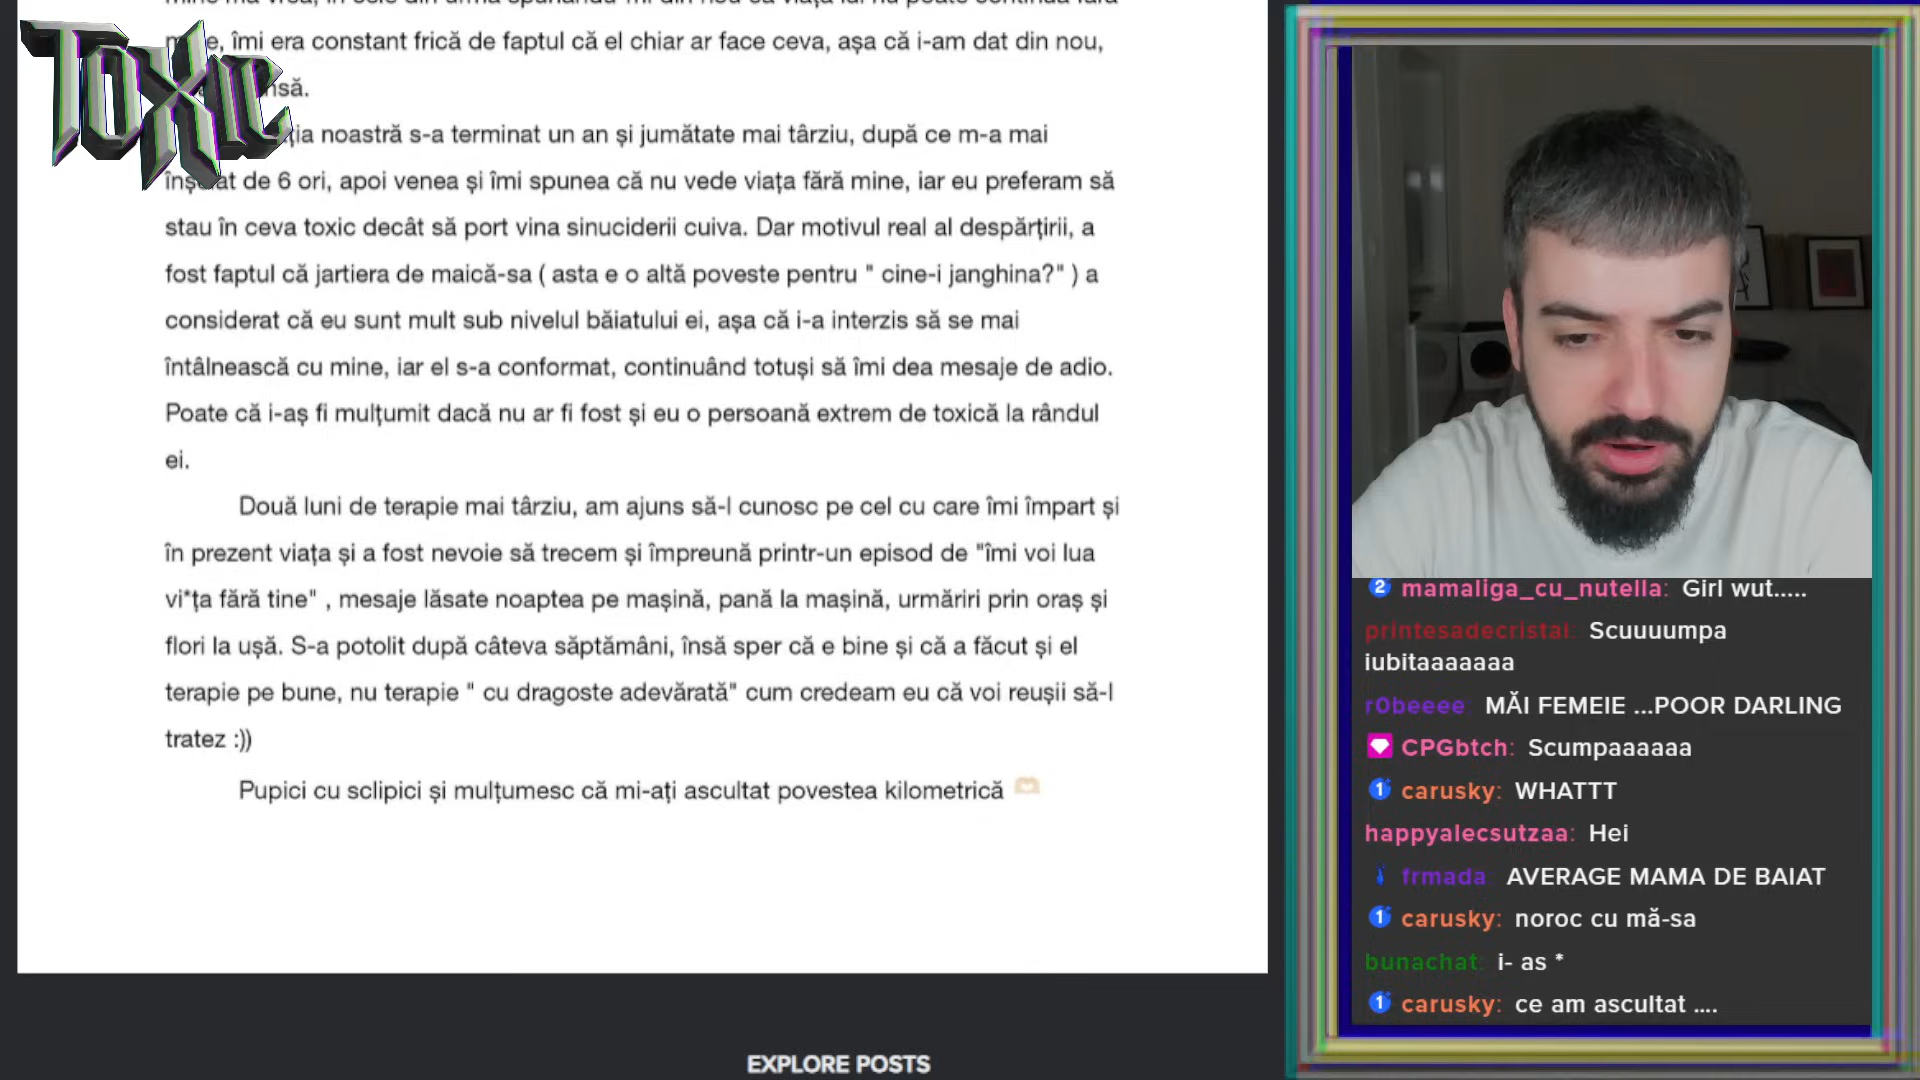 TOXIC
îmi era constant frică de faptul că el chiar ar face ceva, așa că i-am dat din nou,
noastră s-a terminat un an și jumătate mai târziu, după ce m-a mai
de 6 ori, apoi venea și îmi spunea că nu vede viața fără mine, iar eu preferam să
stau în ceva toxic decât să port vina sinuciderii cuiva. Dar motivul real al despărțirii, a
fost faptul că jartiera de maică-sa ( asta e o altă poveste pentru " cine-i janghina?" ) a
considerat că eu sunt mult sub nivelul băiatului ei, așa că i-a interzis să se mai
întâlnească cu mine, iar el s-a conformat, continuând totuși să îmi dea mesaje de adio.
Poate că i-aș fi mulțumit dacă nu ar fi fost și eu o persoană extrem de toxică la rândul
ei.
Două luni de terapie mai târziu, am ajuns să-l cunosc pe cel cu care îmi împart și
în prezent viața și a fost nevoie să trecem și împreună printr-un episod de "îmi voi lua
vi*ța fără tine" , mesaje lăsate noaptea pe mașină, pană la mașină, urmăriri prin oraș și
flori la ușă. S-a potolit după câteva săptămâni, însă sper că e bine și că a făcut și el
terapie pe bune, nu terapie " cu dragoste adevărată" cum credeam eu că voi reușii să-l
tratez :))
Pupici cu sclipici și mulțumesc că mi-ați ascultat povestea kilometrică 🫶🏻
EXPLORE POSTS
2 mamaliga_cu_nutella: Girl wut.....
printesadecristal: Scuuuumpa
iubitaaaaaaa
r0beeee: MĂI FEMEIE ...POOR DARLING
CPGbtch: Scumpaaaaaa
1 carusky: WHATTT
happyalecsutzaa: Hei
frmada: AVERAGE MAMA DE BAIAT
1 carusky: noroc cu mă-sa
bunachat: i- as *
1 carusky: ce am ascultat ....